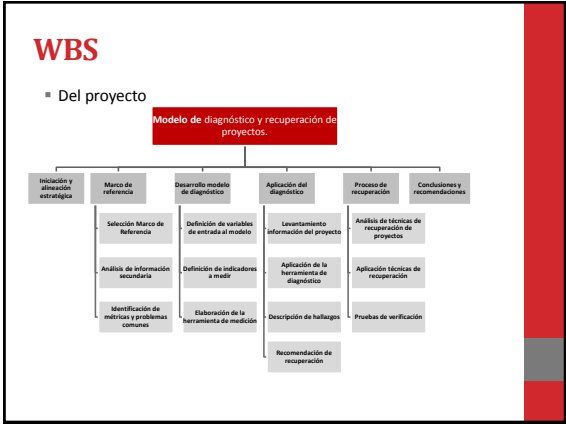 WBS
Del proyecto
Modelo de diagnóstico y recuperación de
proyectos.
Iniciación y
alineación
estratégica
Marco de
referencia
Desarrollo modelo
de diagnóstico
Aplicación del
diagnóstico
Proceso de
recuperación
Conclusiones y
recomendaciones
Selección Marco de
Referencia
Análisis de información
secundaria
Identificación de
métricas y problemas
comunes
Definición de variables
de entrada al modelo
Definición de indicadores
a medir
Elaboración de la
herramienta de medición
Levantamiento
información del proyecto
Aplicación de la
herramienta de
diagnóstico
Descripción de hallazgos
Recomendación de
recuperación
Análisis de técnicas de
recuperación de
proyectos
Aplicación técnicas de
recuperación
Pruebas de verificación